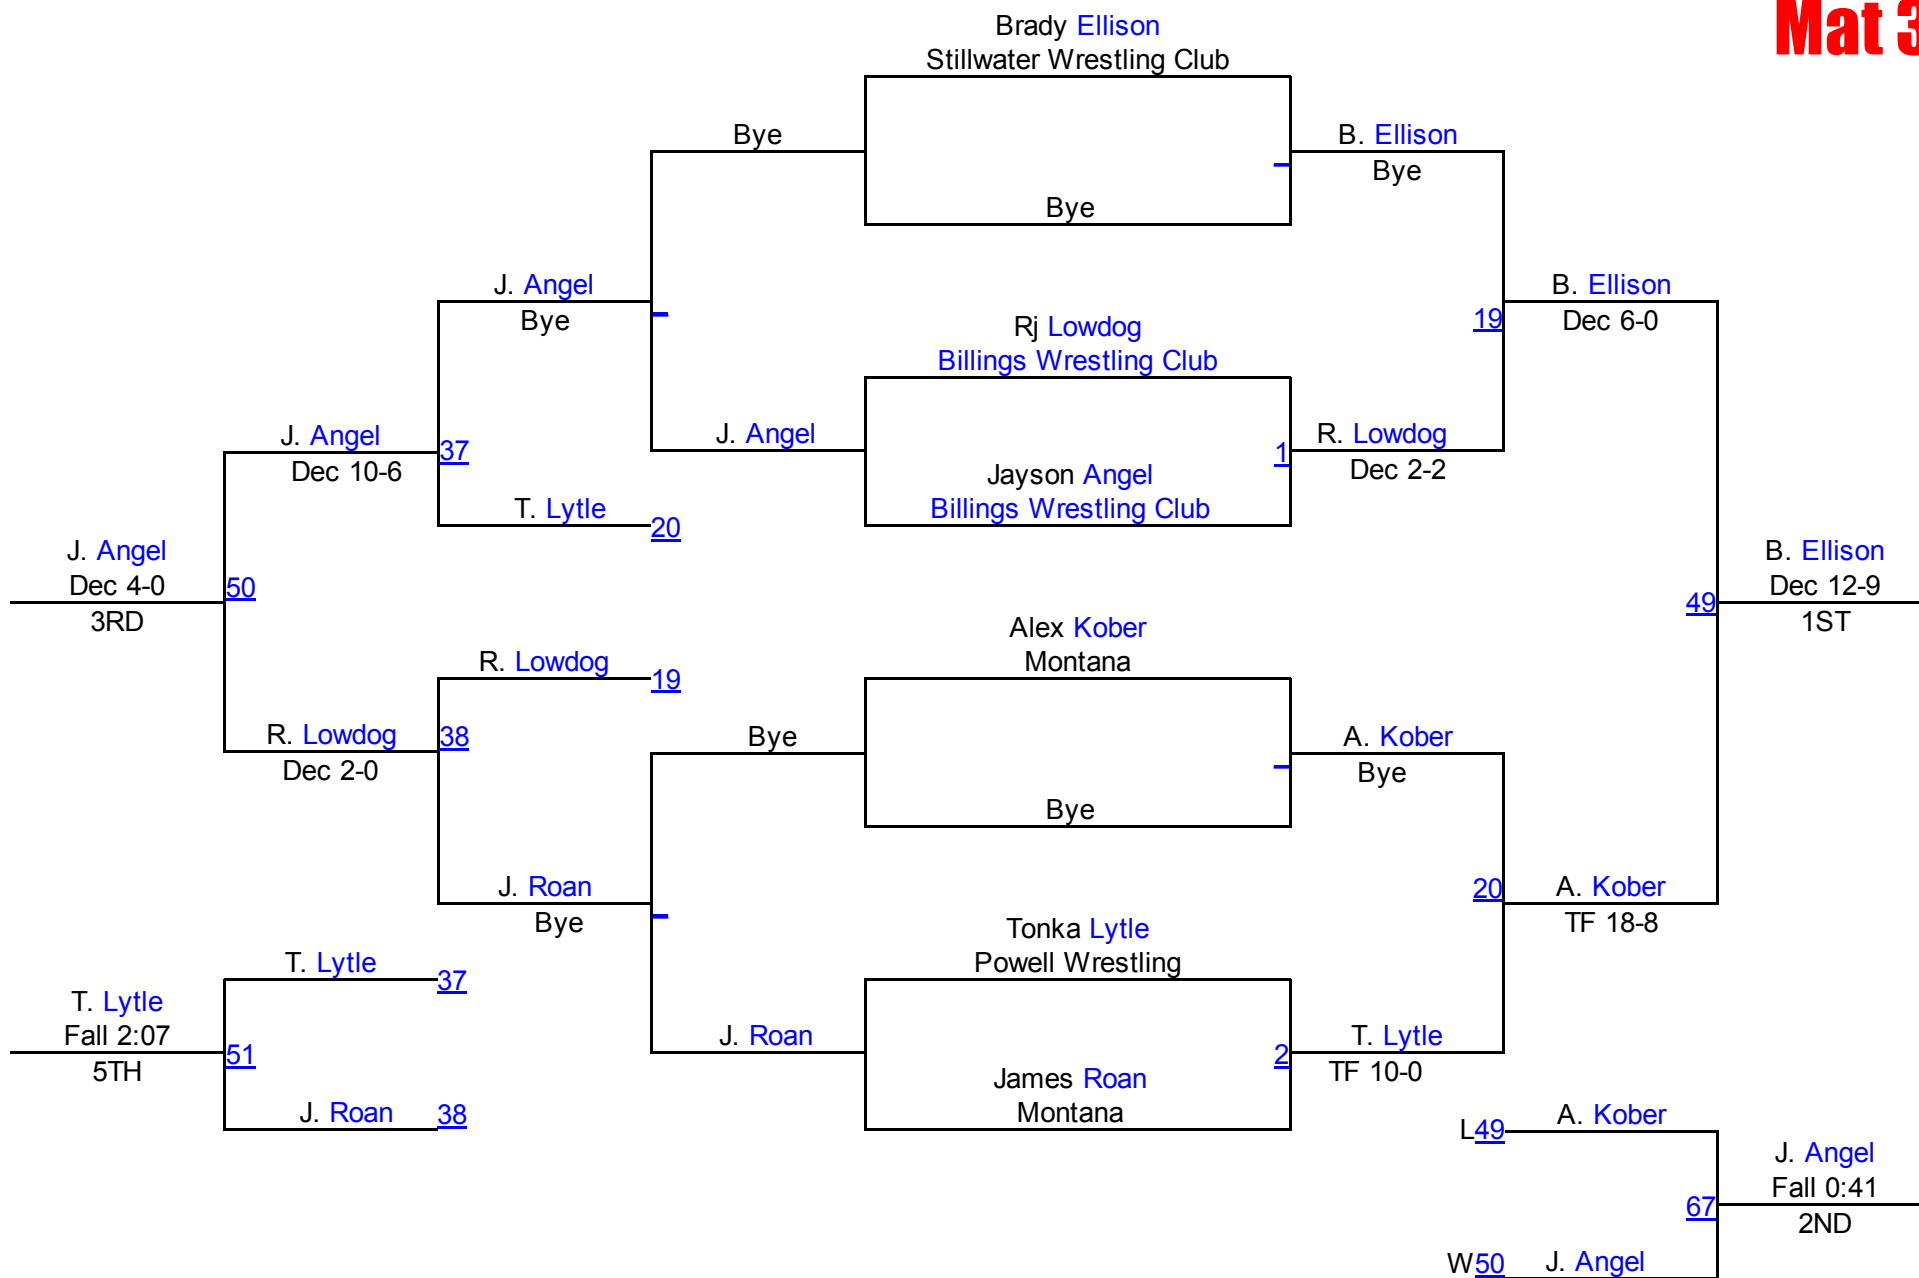 Mat 3
Brady Ellison
Stillwater Wrestling Club
Bye
B. Ellison
Bye
Bye
J. Angel
Bye
B. Ellison
Dec 6-0
19
Rj Lowdog
Billings Wrestling Club
J. Angel
Dec 10-6
37
J. Angel
R. Lowdog
Dec 2-2
1
Jayson Angel
Billings Wrestling Club
T. Lytle
20
J. Angel
Dec 4-0
3RD
50
B. Ellison
Dec 12-9
1ST
49
Alex Kober
Montana
R. Lowdog
19
R. Lowdog
Dec 2-0
38
Bye
A. Kober
Bye
Bye
J. Roan
Bye
20
A. Kober
TF 18-8
Tonka Lytle
Powell Wrestling
T. Lytle
37
T. Lytle
Fall 2:07
5TH
51
J. Roan
2
T. Lytle
TF 10-0
James Roan
Montana
J. Roan
38
L49
A. Kober
J. Angel
Fall 0:41
2ND
67
W50
J. Angel